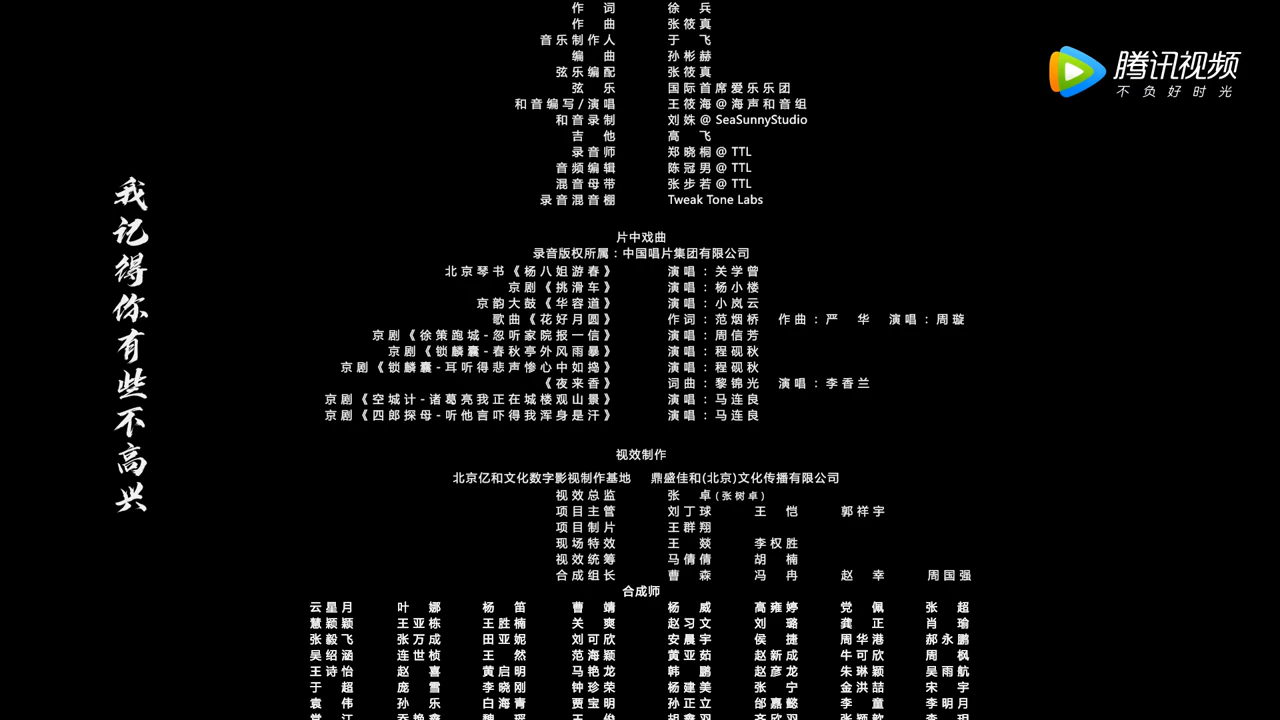 作 词 徐 兵
作 曲 张筱真
音乐制作人 于 飞
编 曲 孙彬赫
弦乐编配 张筱真
弦 乐 国际首席爱乐乐团
和音编写/演唱 王筱海@海声和音组
和音录制 刘姝@SeaSunnyStudio
吉 他 高 飞
录音师 郑晓桐@TTL
音频编辑 陈冠男@TTL
混音母带 张步若@TTL
录音混音棚 Tweak Tone Labs
腾讯视频
不负好时光
我记得你有些不高兴
片中戏曲
录音版权所属：中国唱片集团有限公司
北京琴书《杨八姐游春》 演唱：关学曾
京剧《挑滑车》 演唱：杨小楼
京韵大鼓《华容道》 演唱：小岚云
歌曲《花好月圆》 作词：范烟桥 作曲：严 华 演唱：周璇
京剧《徐策跑城-忽听家院报一信》 演唱：周信芳
京剧《锁麟囊-春秋亭外风雨暴》 演唱：程砚秋
京剧《锁麟囊-耳听得悲声惨心中如捣》 演唱：程砚秋
《夜来香》 词曲：黎锦光 演唱：李香兰
京剧《空城计-诸葛亮我正在城楼观山景》 演唱：马连良
京剧《四郎探母-听他言吓得我浑身是汗》 演唱：马连良
视效制作
北京亿和文化数字影视制作基地 鼎盛佳和(北京)文化传播有限公司
视效总监 张 卓(张树卓)
项目主管 刘丁球 王 恺 郭祥宇
项目制片 王群翔
现场特效 王 燚 李权胜
视效统筹 马倩倩 胡 楠
合成组长 曹 森 冯 冉 赵 幸 周国强
合成师
云星月 叶 娜 杨 笛 曹 靖 杨 威 高雍婷 党 佩 张 超
慧颖颖 王亚栋 王胜楠 关 爽 赵习文 刘 璐 龚 正 肖 瑜
张毅飞 张万成 田亚妮 刘可欣 安晨宇 侯 捷 周华港 郝永鹏
吴绍涵 连世桢 王 然 范海颖 黄亚茹 赵新成 牛可欣 周 枫
王诗怡 赵 喜 黄启明 马艳龙 韩 鹏 赵彦龙 朱琳颖 吴雨航
于 超 庞 雪 李晓刚 钟珍荣 杨建美 张 宁 金洪喆 宋 宇
袁 伟 孙 乐 白海青 贾宝明 孙正立 邰嘉懿 李 童 李明月